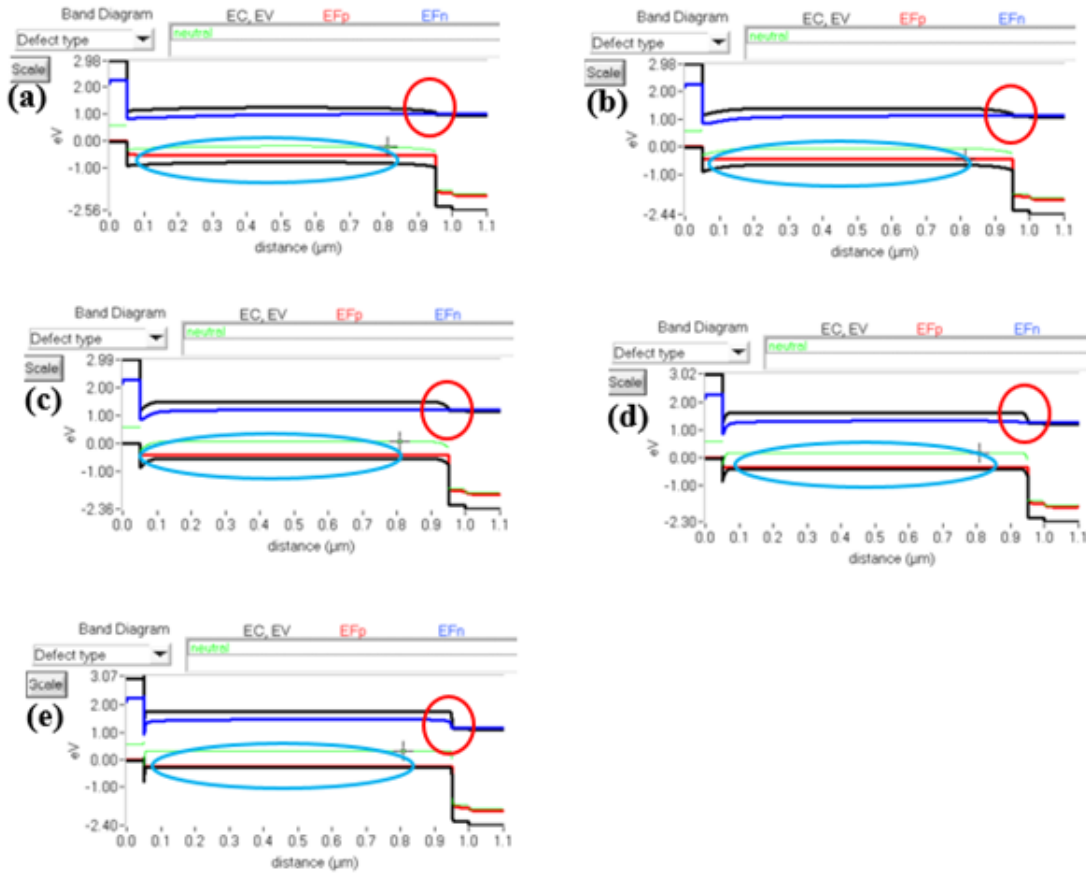 Band Diagram EC, EV EFp EFn
Defect type neutral
Scale
(a)
2.98
2.00
1.00
0.00
-1.00
-2.56
eV
0.0 0.1 0.2 0.3 0.4 0.5 0.6 0.7 0.8 0.9 1.0 1.1
distance (µm)
Band Diagram EC, EV EFp EFn
Defect type neutral
Scale
(b)
2.98
2.00
1.00
0.00
-1.00
-2.44
eV
0.0 0.1 0.2 0.3 0.4 0.5 0.6 0.7 0.8 0.9 1.0 1.1
distance (µm)
Band Diagram EC, EV EFp EFn
Defect type neutral
Scale
(c)
2.99
2.00
1.00
0.00
-1.00
-2.36
eV
0.0 0.1 0.2 0.3 0.4 0.5 0.6 0.7 0.8 0.9 1.0 1.1
distance (µm)
Band Diagram EC, EV EFp EFn
Defect type neutral
Scale
(d)
3.02
2.00
1.00
0.00
-1.00
-2.30
eV
0.0 0.1 0.2 0.3 0.4 0.5 0.6 0.7 0.8 0.9 1.0 1.1
distance (µm)
Band Diagram EC, EV EFp EFn
Defect type neutral
Scale
(e)
3.07
2.00
1.00
0.00
-1.00
-2.40
eV
0.0 0.1 0.2 0.3 0.4 0.5 0.6 0.7 0.8 0.9 1.0 1.1
distance (µm)